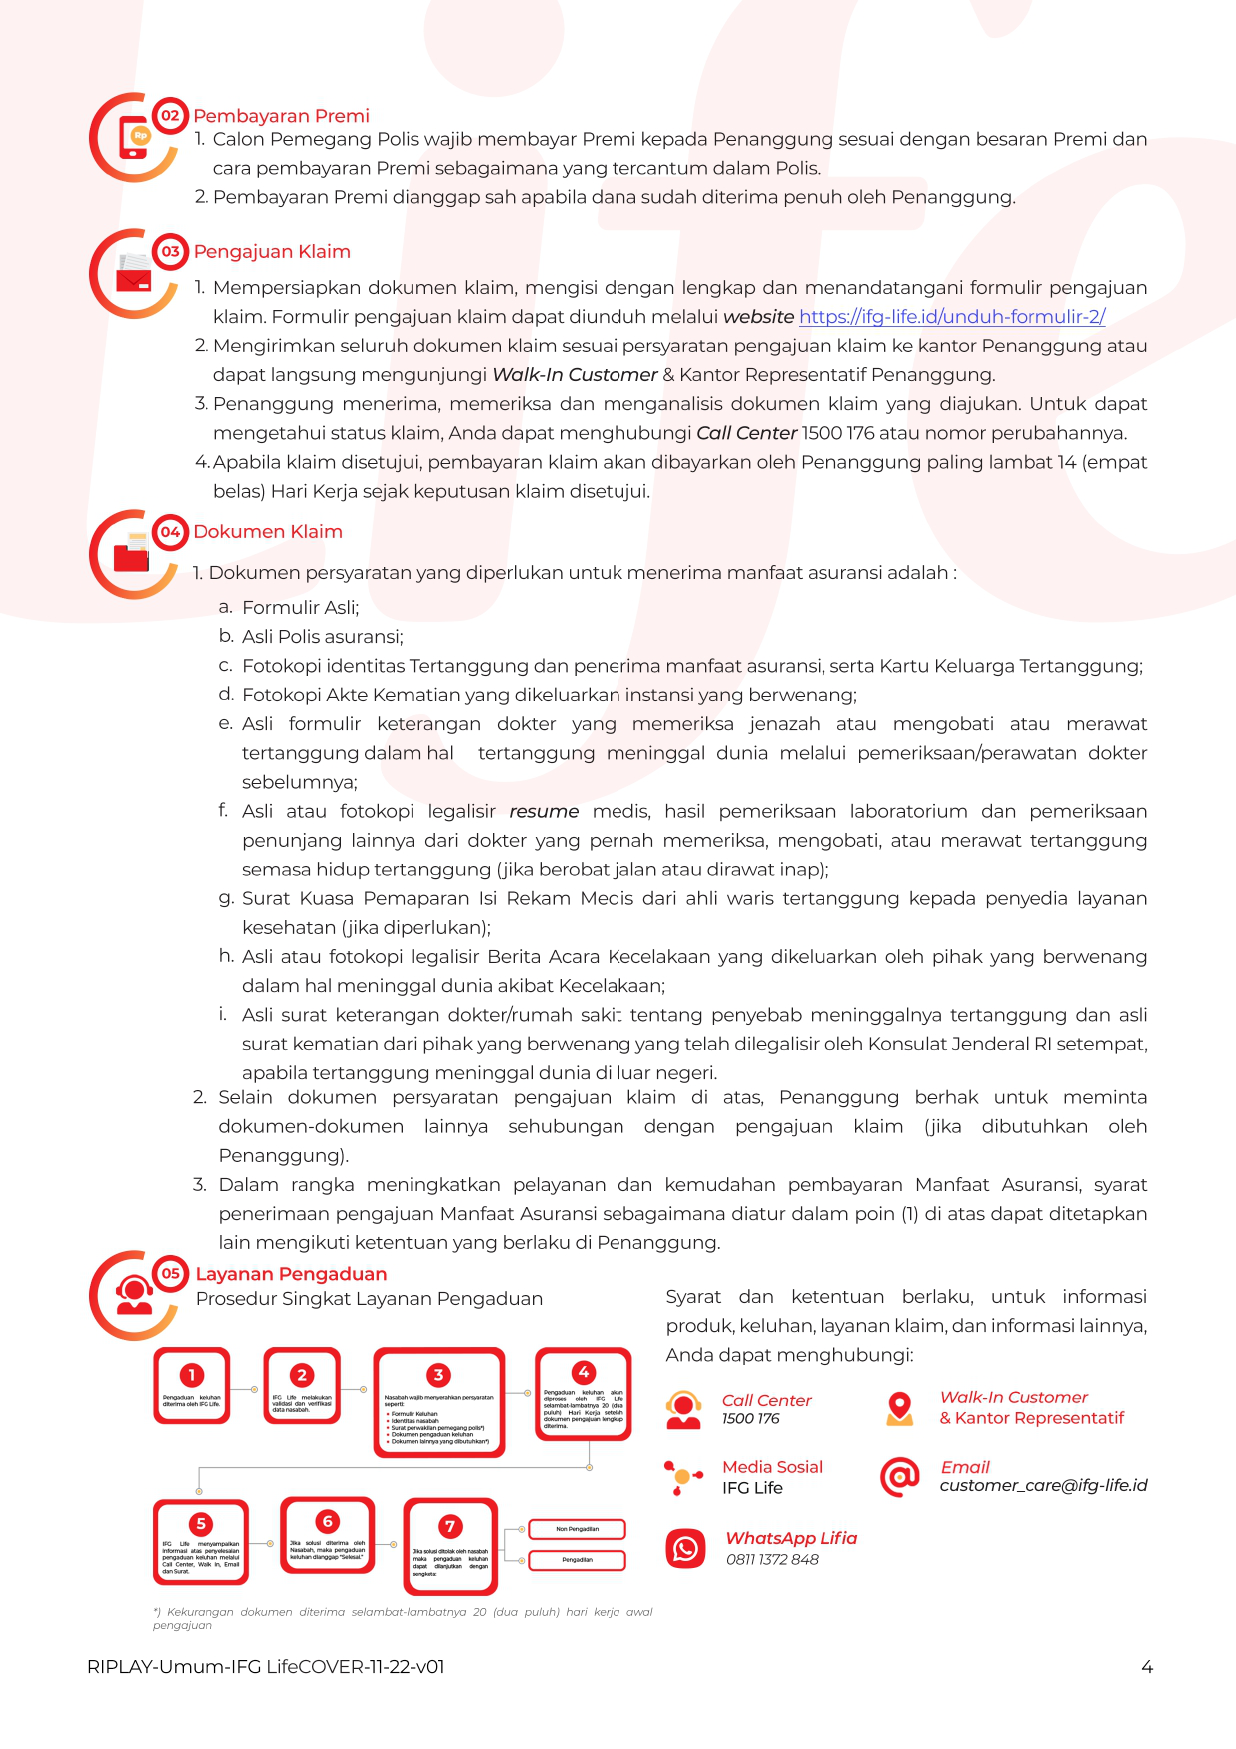 02 Pembayaran Premi
Rp
1. Calon Pemegang Polis wajib membayar Premi kepada Penanggung sesuai dengan besaran Premi dan
cara pembayaran Premi sebagaimana yang tercantum dalam Polis.
2. Pembayaran Premi dianggap sah apabila dana sudah diterima penuh oleh Penanggung.
03 Pengajuan Klaim
1. Mempersiapkan dokumen klaim, mengisi dengan lengkap dan menandatangani formulir pengajuan
klaim. Formulir pengajuan klaim dapat diunduh melalui website https://ifg-life.id/unduh-formulir-2/
2. Mengirimkan seluruh dokumen klaim sesuai persyaratan pengajuan klaim ke kantor Penanggung atau
dapat langsung mengunjungi Walk-In Customer & Kantor Representatif Penanggung.
3. Penanggung menerima, memeriksa dan menganalisis dokumen klaim yang diajukan. Untuk dapat
mengetahui status klaim, Anda dapat menghubungi Call Center 1500 176 atau nomor perubahannya.
4. Apabila klaim disetujui, pembayaran klaim akan dibayarkan oleh Penanggung paling lambat 14 (empat
belas) Hari Kerja sejak keputusan klaim disetujui.
04 Dokumen Klaim
1. Dokumen persyaratan yang diperlukan untuk menerima manfaat asuransi adalah :
a. Formulir Asli;
b. Asli Polis asuransi;
c. Fotokopi identitas Tertanggung dan penerima manfaat asuransi, serta Kartu Keluarga Tertanggung;
d. Fotokopi Akte Kematian yang dikeluarkan instansi yang berwenang;
e. Asli formulir keterangan dokter yang memeriksa jenazah atau mengobati atau merawat
tertanggung dalam hal tertanggung meninggal dunia melalui pemeriksaan/perawatan dokter
sebelumnya;
f. Asli atau fotokopi legalisir resume medis, hasil pemeriksaan laboratorium dan pemeriksaan
penunjang lainnya dari dokter yang pernah memeriksa, mengobati, atau merawat tertanggung
semasa hidup tertanggung (jika berobat jalan atau dirawat inap);
g. Surat Kuasa Pemaparan Isi Rekam Medis dari ahli waris tertanggung kepada penyedia layanan
kesehatan (jika diperlukan);
h. Asli atau fotokopi legalisir Berita Acara Kecelakaan yang dikeluarkan oleh pihak yang berwenang
dalam hal meninggal dunia akibat Kecelakaan;
i. Asli surat keterangan dokter/rumah sakit tentang penyebab meninggalnya tertanggung dan asli
surat kematian dari pihak yang berwenang yang telah dilegalisir oleh Konsulat Jenderal RI setempat,
apabila tertanggung meninggal dunia di luar negeri.
2. Selain dokumen persyaratan pengajuan klaim di atas, Penanggung berhak untuk meminta
dokumen-dokumen lainnya sehubungan dengan pengajuan klaim (jika dibutuhkan oleh
Penanggung).
3. Dalam rangka meningkatkan pelayanan dan kemudahan pembayaran Manfaat Asuransi, syarat
penerimaan pengajuan Manfaat Asuransi sebagaimana diatur dalam poin (1) di atas dapat ditetapkan
lain mengikuti ketentuan yang berlaku di Penanggung.
05 Layanan Pengaduan
Prosedur Singkat Layanan Pengaduan
1
Pengaduan keluhan
diterima oleh IFG Life.
2
IFG Life melakukan
validasi dan verifikasi
data nasabah.
3
Nasabah wajib menyerahkan persyaratan
seperti:
• Formulir Keluhan
• Identitas nasabah
• Surat perwakilan pemegang polis*)
• Dokumen pengaduan keluhan
• Dokumen lainnya yang dibutuhkan*)
4
Pengaduan keluhan akan
diproses oleh IFG Life
selambat-lambatnya 20 (dua
puluh) Hari Kerja setelah
dokumen pengajuan lengkap
diterima.
5
IFG Life menyampaikan
informasi atas penyelesaian
pengaduan keluhan melalui
Call Center, Walk In, Email
dan Surat.
6
Jika solusi diterima oleh
Nasabah, maka pengaduan
keluhan dianggap "Selesai."
7
Jika solusi ditolak oleh nasabah
maka pengaduan keluhan
dapat dilanjutkan dengan
sengketa:
Non Pengadilan
Pengadilan
*) Kekurangan dokumen diterima selambat-lambatnya 20 (dua puluh) hari kerja awal
pengajuan
Syarat dan ketentuan berlaku, untuk informasi
produk, keluhan, layanan klaim, dan informasi lainnya,
Anda dapat menghubungi:
Call Center
1500 176
Walk-In Customer
& Kantor Representatif
Media Sosial
IFG Life
Email
customer_care@ifg-life.id
WhatsApp Lifia
0811 1372 848
RIPLAY-Umum-IFG LifeCOVER-11-22-v01
4
Life